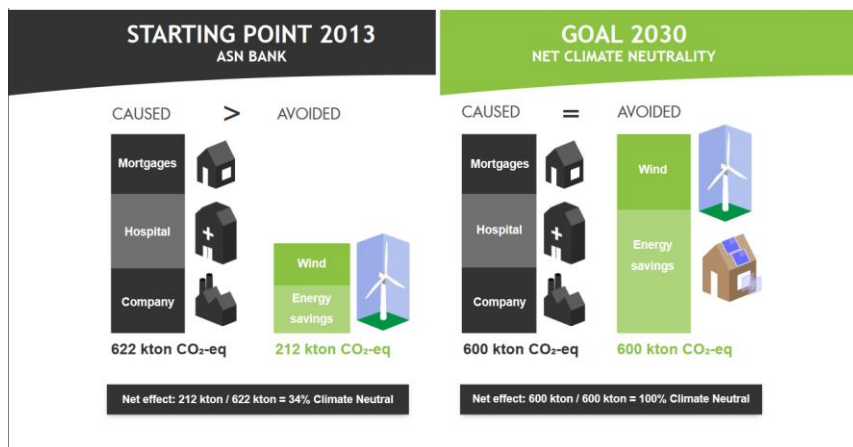 STARTING POINT 2013
ASN BANK
CAUSED > AVOIDED
Mortgages
Hospital
Company
Wind
Energy
savings
622 kton CO₂-eq
212 kton CO₂-eq
Net effect: 212 kton / 622 kton = 34% Climate Neutral
GOAL 2030
NET CLIMATE NEUTRALITY
CAUSED = AVOIDED
Mortgages
Hospital
Company
Wind
Energy
savings
600 kton CO₂-eq
600 kton CO₂-eq
Net effect: 600 kton / 600 kton = 100% Climate Neutral